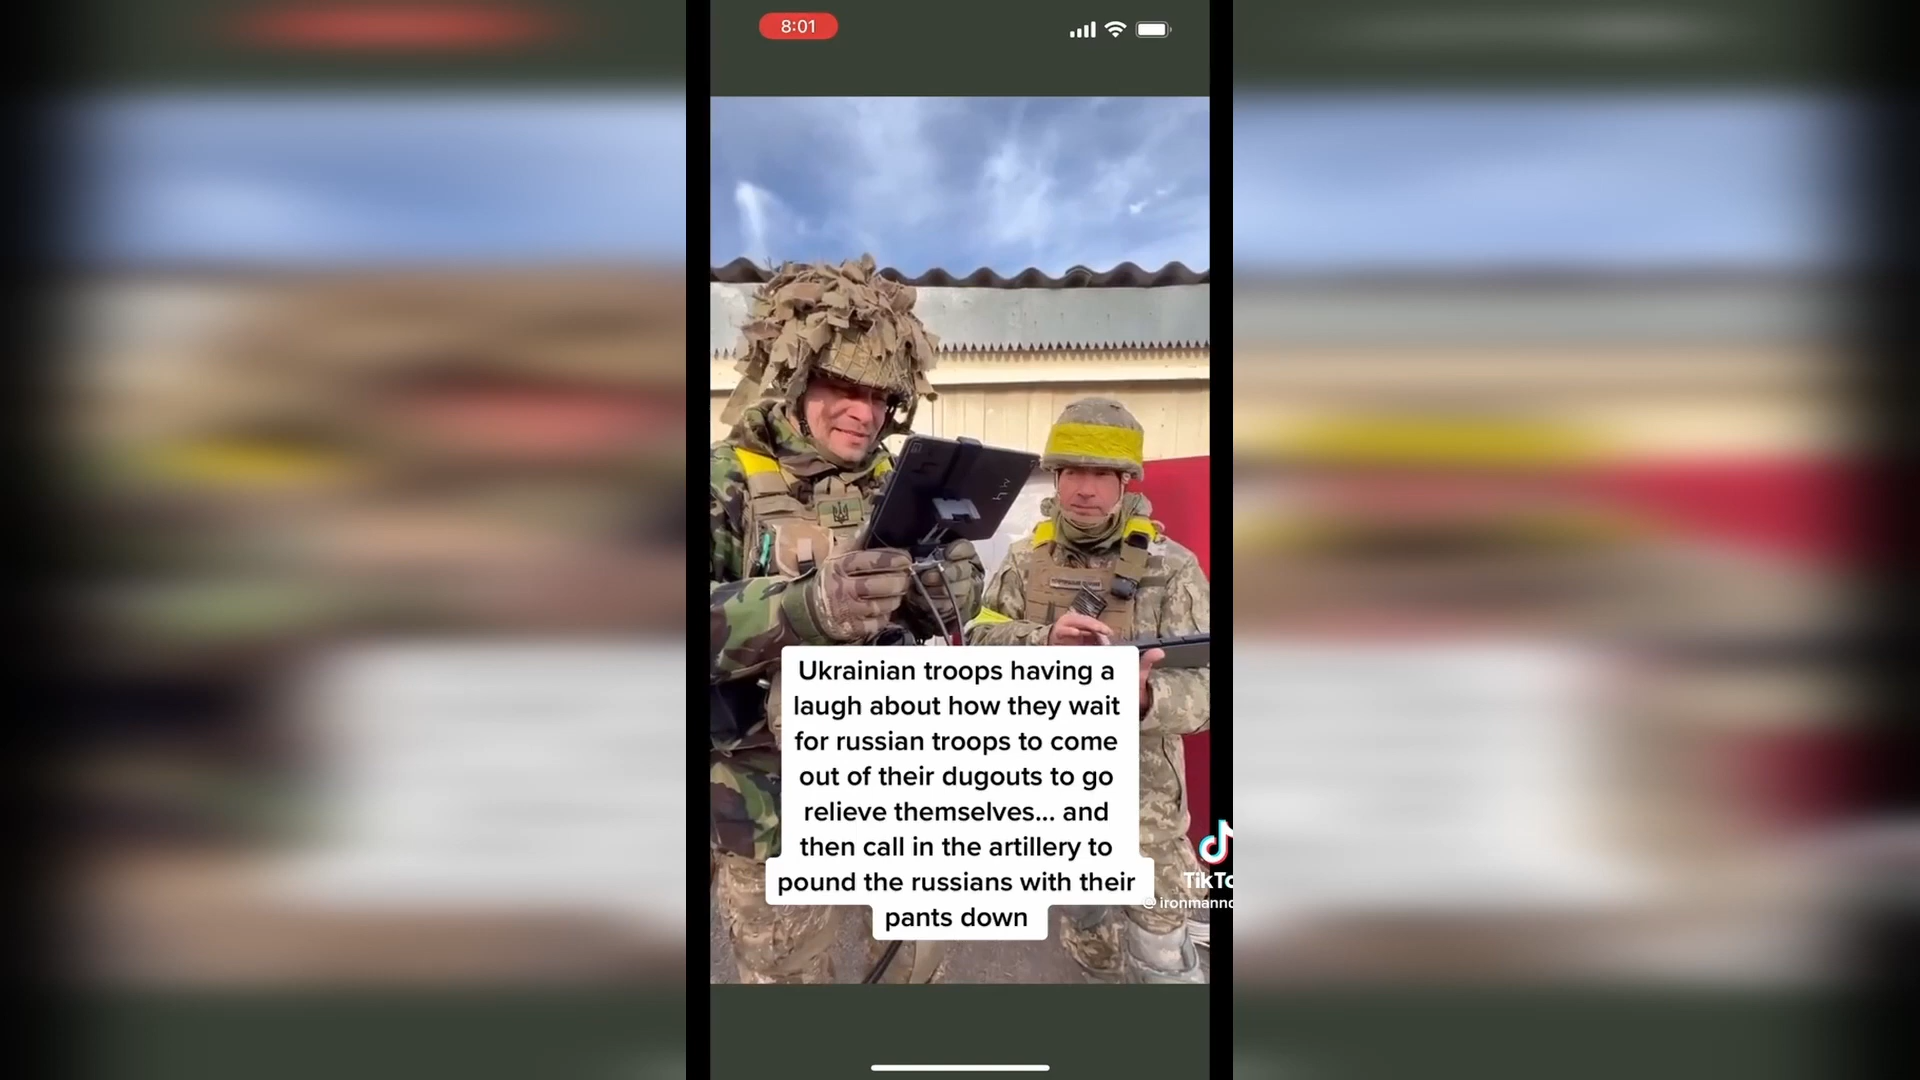 8:01
Ukrainian troops having a
laugh about how they wait
for russian troops to come
out of their dugouts to go
relieve themselves... and
then call in the artillery to
pound the russians with their
pants down